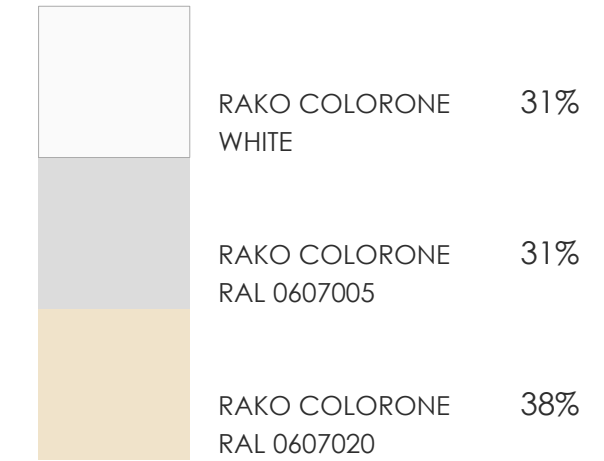 RAKO COLORONE 31%
WHITE
RAKO COLORONE 31%
RAL 0607005
RAKO COLORONE 38%
RAL 0607020